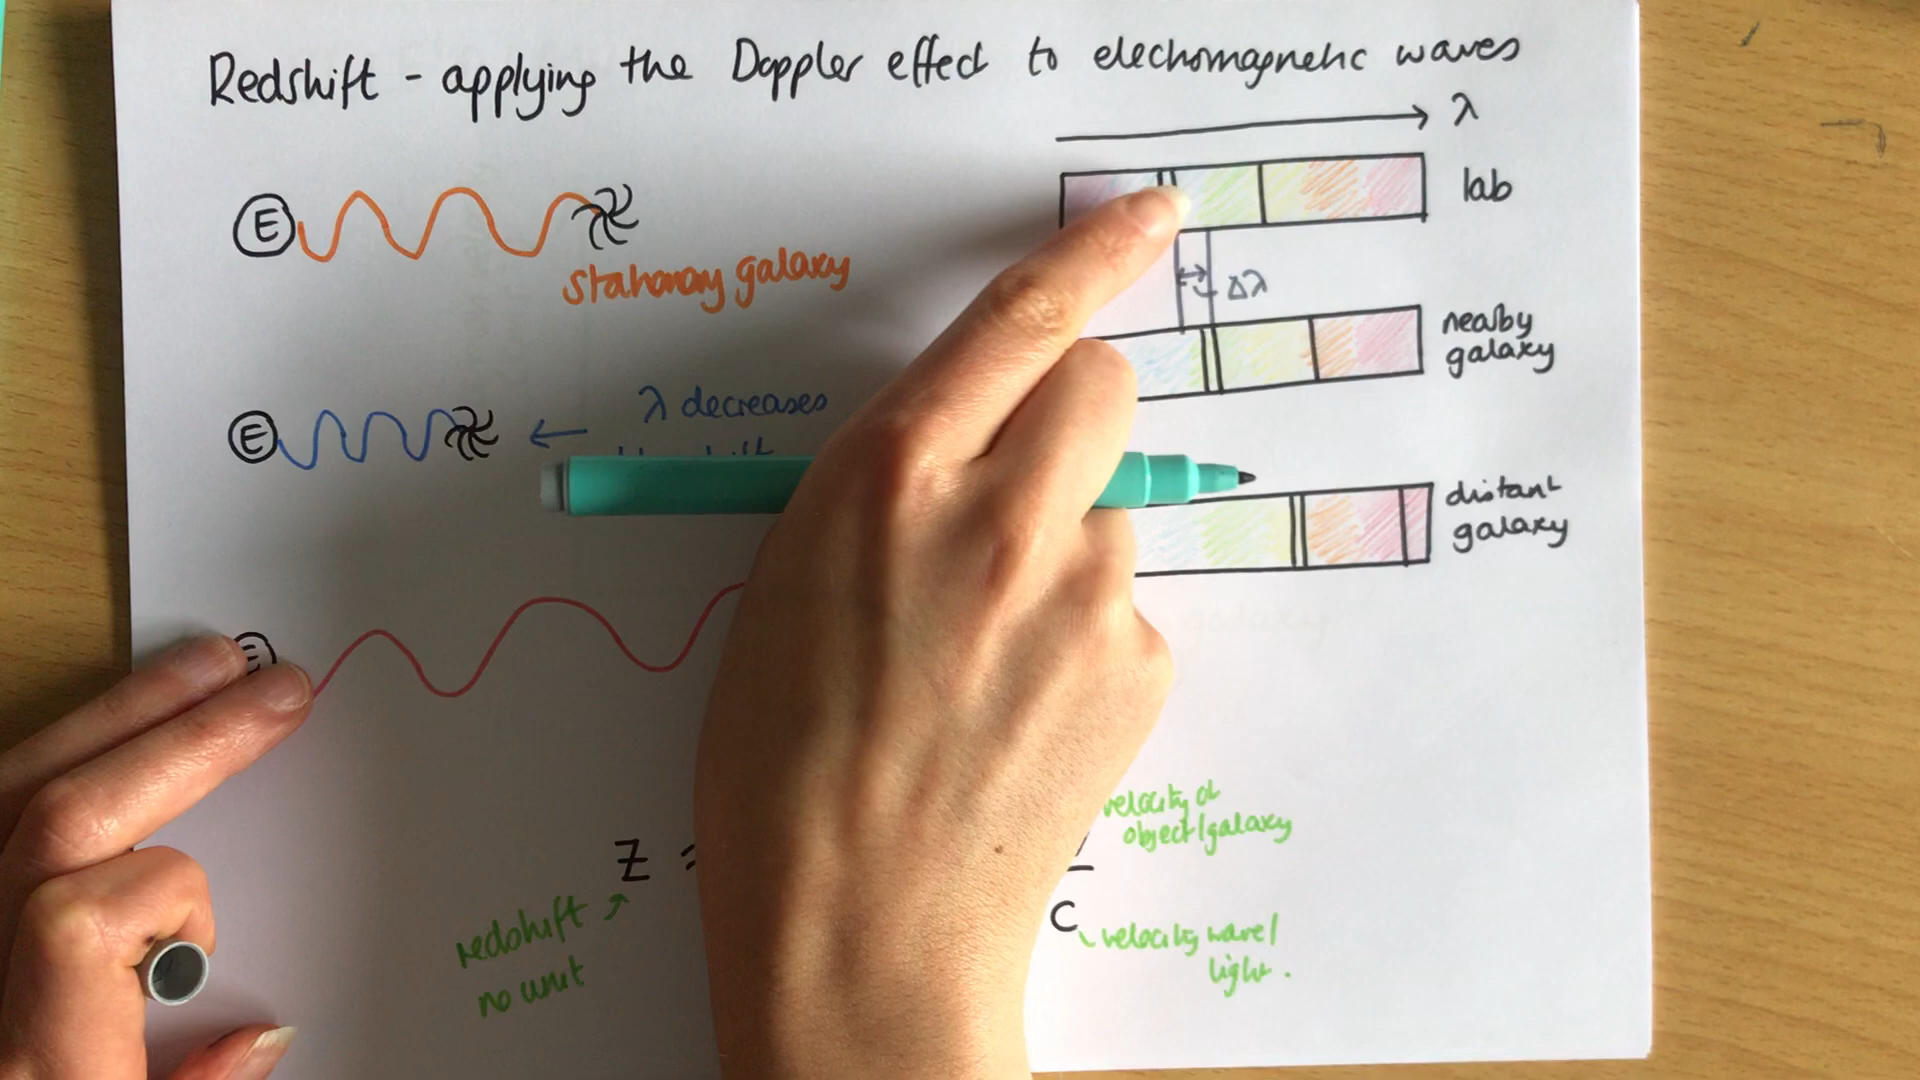 Redshift - applying the Doppler effect to electromagnetic waves
λ
lab
E
stationary galaxy
Δλ
nearby
galaxy
E
← λ decreases
distant
galaxy
E
velocity of
object/galaxy
Z =
C
redshift
no unit
velocity wave/
light.